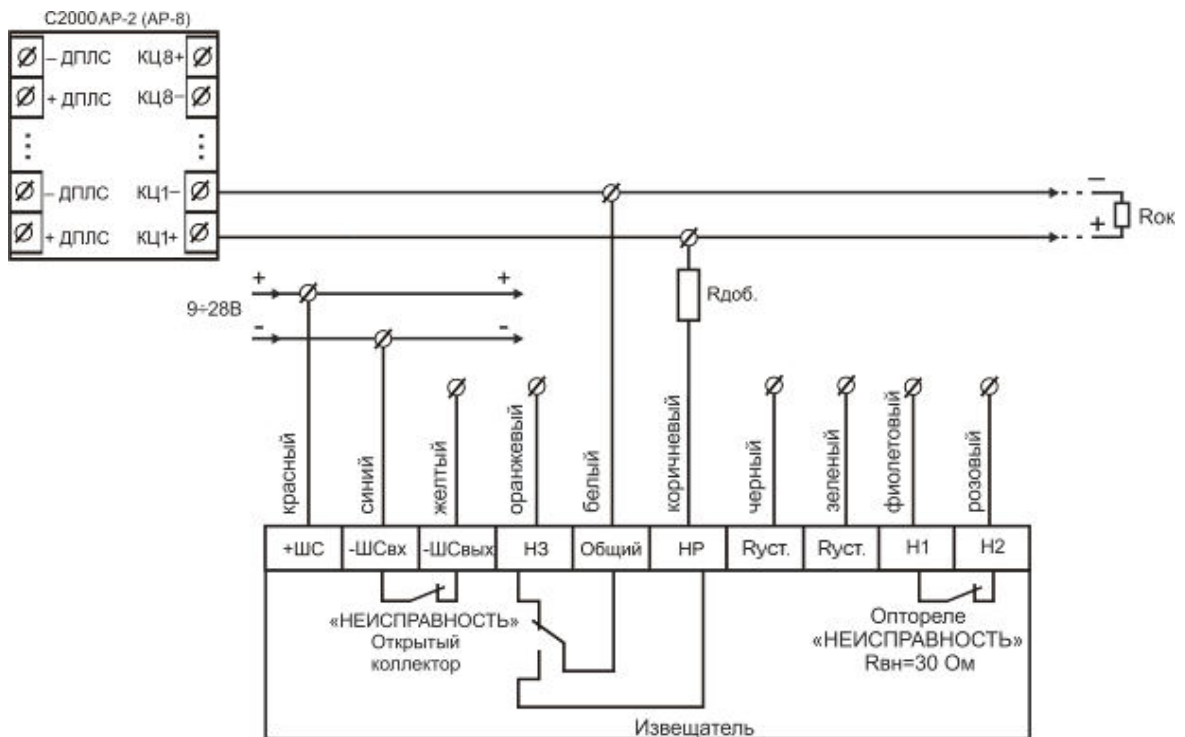 С2000 АР-2 (АР-8)
– ДПЛС КЦ8+
+ ДПЛС КЦ8–
– ДПЛС КЦ1–
+ ДПЛС КЦ1+
–
+
Rок
+ +
9÷28В
- -
Rдоб.
красный
синий
желтый
оранжевый
белый
коричневый
черный
зеленый
фиолетовый
розовый
+ШС -ШСвх -ШСвых НЗ Общий НР Rуст. Rуст. Н1 Н2
«НЕИСПРАВНОСТЬ»
Открытый
коллектор
Оптореле
«НЕИСПРАВНОСТЬ»
Rвн=30 Ом
Извещатель